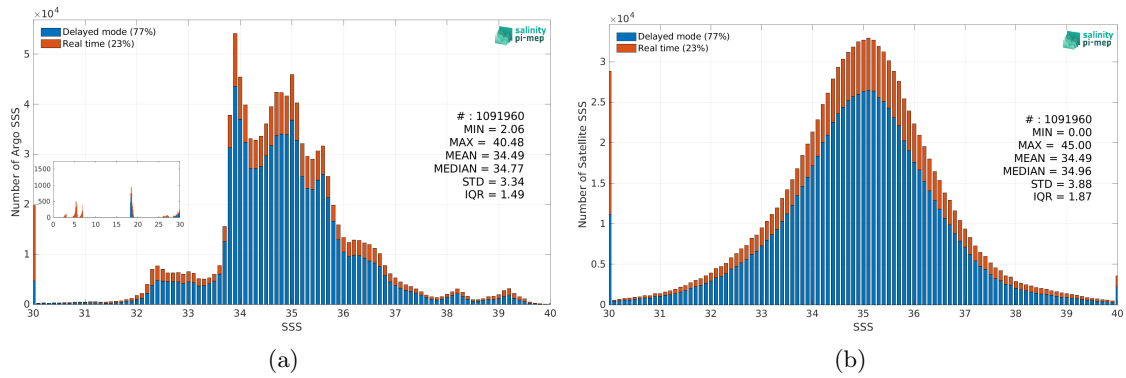 ×10⁴
Delayed mode (77%)
Real time (23%)
salinity
pi-mep
# : 1091960
MIN = 2.06
MAX = 40.48
MEAN = 34.49
MEDIAN = 34.77
STD = 3.34
IQR = 1.49
Number of Argo SSS
5
4
3
2
1
0
1500
1000
500
0
0 5 10 15 20 25 30
30 31 32 33 34 35 36 37 38 39 40
SSS
(a)
×10⁴
Delayed mode (77%)
Real time (23%)
salinity
pi-mep
# : 1091960
MIN = 0.00
MAX = 45.00
MEAN = 34.49
MEDIAN = 34.96
STD = 3.88
IQR = 1.87
Number of Satellite SSS
3
2.5
2
1.5
1
0.5
0
30 31 32 33 34 35 36 37 38 39 40
SSS
(b)